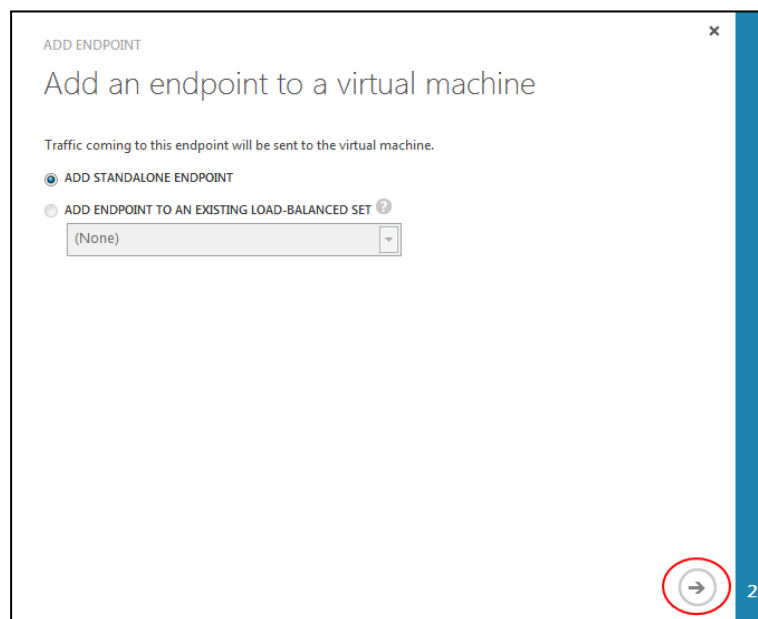 ADD ENDPOINT
Add an endpoint to a virtual machine
Traffic coming to this endpoint will be sent to the virtual machine.
ADD STANDALONE ENDPOINT
ADD ENDPOINT TO AN EXISTING LOAD-BALANCED SET ?
(None)
2